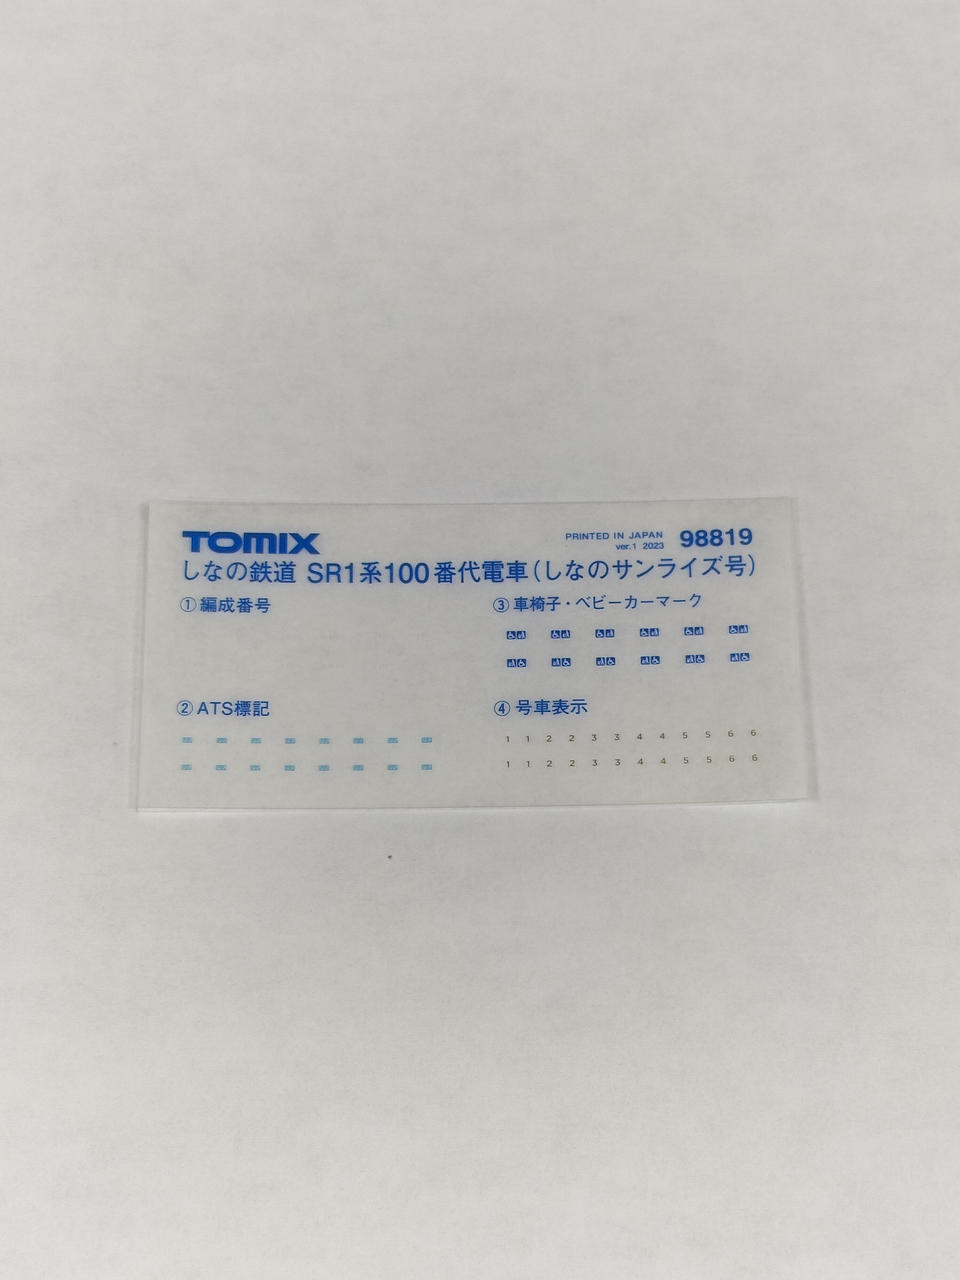 TOMIX
PRINTED IN JAPAN
ver.1 2023
98819
しなの鉄道 SR1系100番代電車(しなのサンライズ号)
①編成番号
②ATS標記
③車椅子・ベビーカーマーク
④号車表示
1 1 2 2 3 3 4 4 5 5 6 6
1 1 2 2 3 3 4 4 5 5 6 6